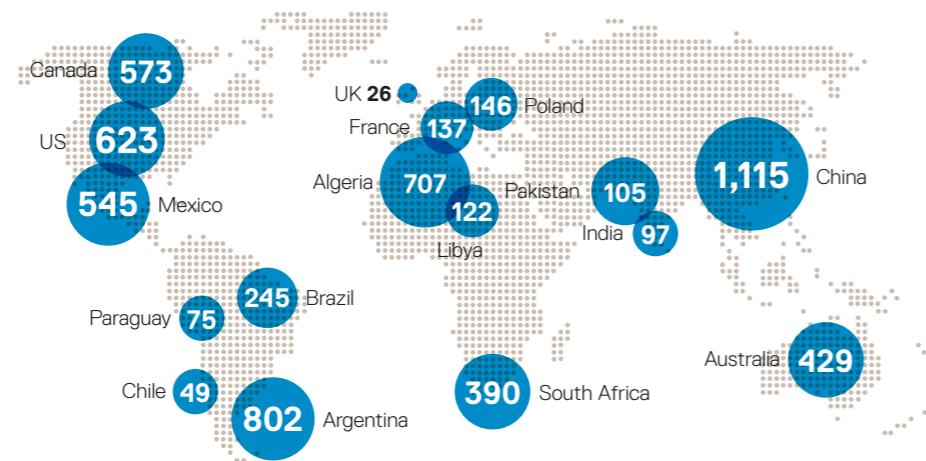 Canada 573
UK 26
146 Poland
France 137
US 623
Algeria 707
1,115 China
Pakistan 105
545 Mexico
122
Libya
India 97
245 Brazil
Paraguay 75
Australia 429
Chile 49
390 South Africa
802 Argentina